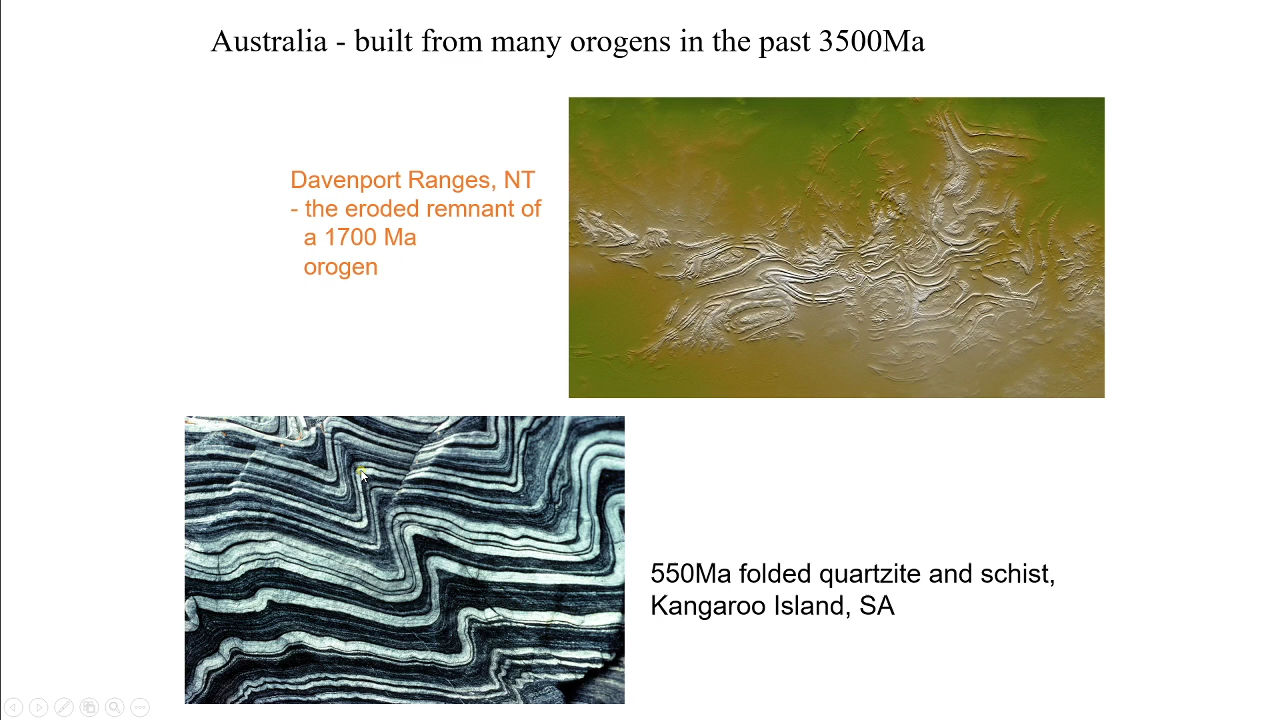 Australia - built from many orogens in the past 3500Ma
Davenport Ranges, NT
- the eroded remnant of
a 1700 Ma
orogen
550Ma folded quartzite and schist,
Kangaroo Island, SA